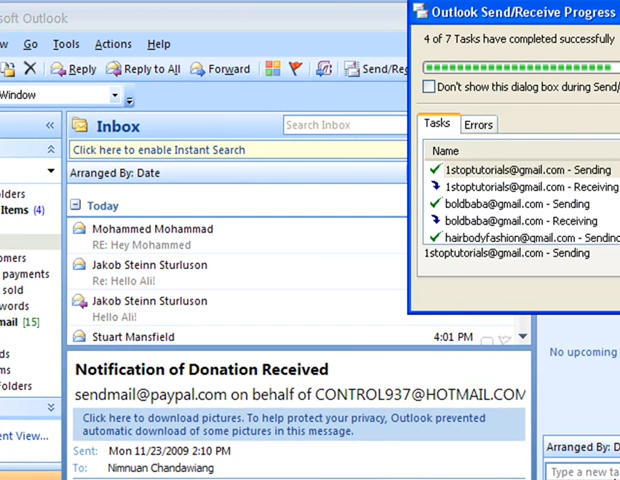 soft Outlook
w Go Tools Actions Help
Reply Reply to All Forward Send/Re
Window
Inbox
Search Inbox
Click here to enable Instant Search
Arranged By: Date
Today
Mohammed Mohammad
RE: Hey Mohammed
Jakob Steinn Sturluson
Re: Hello Ali!
Jakob Steinn Sturluson
Hello Ali!
Stuart Mansfield 4:01 PM
Notification of Donation Received
sendmail@paypal.com on behalf of CONTROL937@HOTMAIL.COM
Click here to download pictures. To help protect your privacy, Outlook prevented
automatic download of some pictures in this message.
Sent: Mon 11/23/2009 2:10 PM
To: Nimnuan Chandawiang
olders
Items (4)
omers
payments
sold
words
mail [15]
ds
ms
Folders
ent View...
Outlook Send/Receive Progress
4 of 7 Tasks have completed successfully
Don't show this dialog box during Send/
Tasks Errors
Name
1stoptutorials@gmail.com - Sending
1stoptutorials@gmail.com - Receiving
boldbaba@gmail.com - Sending
boldbaba@gmail.com - Receiving
hairbodyfashion@gmail.com - Sending
1stoptutorials@gmail.com - Sending
No upcoming
Arranged By: D
Type a new ta